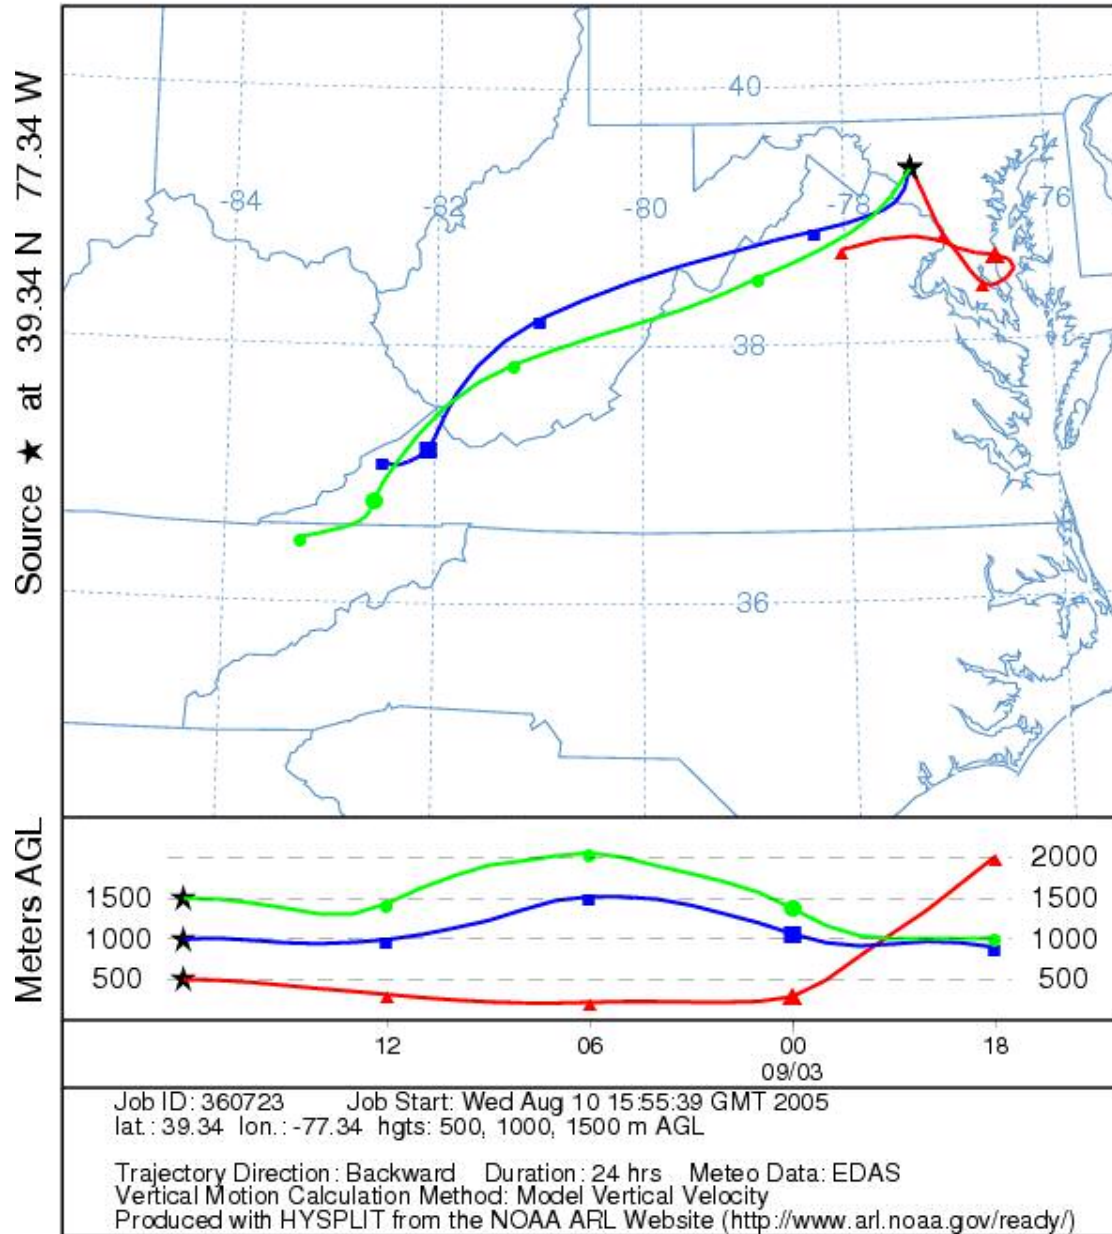 Source ★ at 39.34 N 77.34 W
40
-84
-82
-80
-78
76
38
36
Meters AGL
1500
1000
500
2000
1500
1000
500
12 06 00 18
09/03
Job ID: 360723 Job Start: Wed Aug 10 15:55:39 GMT 2005
lat.: 39.34 lon.: -77.34 hgts: 500, 1000, 1500 m AGL
Trajectory Direction: Backward Duration: 24 hrs Meteo Data: EDAS
Vertical Motion Calculation Method: Model Vertical Velocity
Produced with HYSPLIT from the NOAA ARL Website (http://www.arl.noaa.gov/ready/)